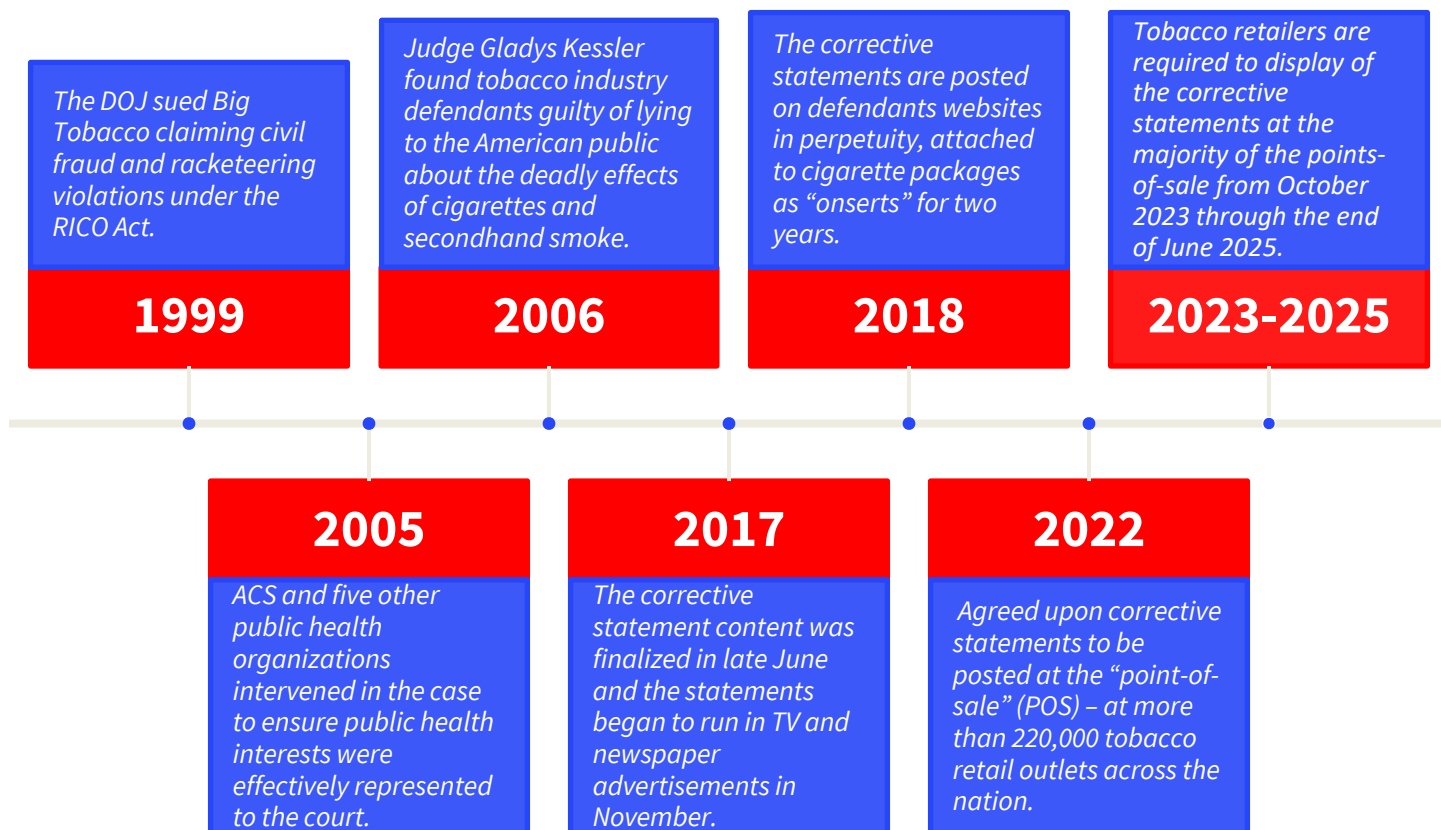 The DOJ sued Big
Tobacco claiming civil
fraud and racketeering
violations under the
RICO Act.
1999
Judge Gladys Kessler
found tobacco industry
defendants guilty of lying
to the American public
about the deadly effects
of cigarettes and
secondhand smoke.
2006
The corrective
statements are posted
on defendants websites
in perpetuity, attached
to cigarette packages
as “onserts” for two
years.
2018
Tobacco retailers are
required to display of
the corrective
statements at the
majority of the points-
of-sale from October
2023 through the end
of June 2025.
2023-2025
2005
ACS and five other
public health
organizations
intervened in the case
to ensure public health
interests were
effectively represented
to the court.
2017
The corrective
statement content was
finalized in late June
and the statements
began to run in TV and
newspaper
advertisements in
November.
2022
Agreed upon corrective
statements to be
posted at the “point-of-
sale” (POS) – at more
than 220,000 tobacco
retail outlets across the
nation.